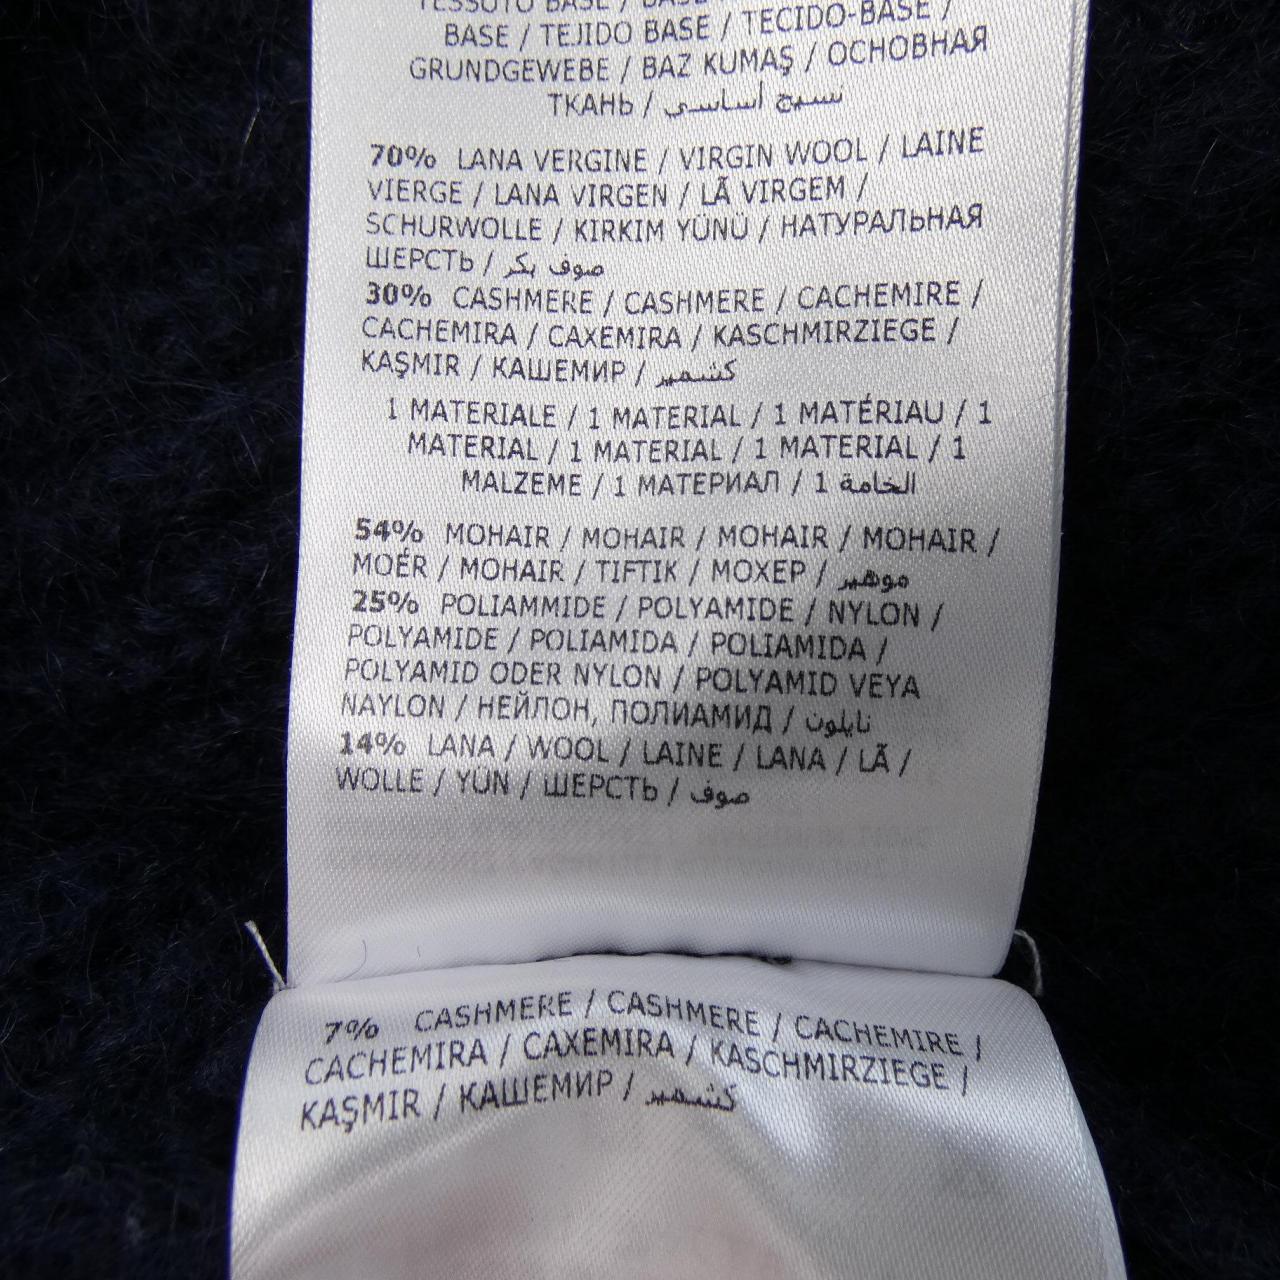 TESSUTO BASE / BASE
BASE / TEJIDO BASE / TECIDO-BASE /
GRUNDGEWEBE / BAZ KUMAŞ / ОСНОВНАЯ
ТКАНЬ / نسيج أساسي
70% LANA VERGINE / VIRGIN WOOL / LAINE
VIERGE / LANA VIRGEN / LÃ VIRGEM /
SCHURWOLLE / KIRKIM YÜNÜ / НАТУРАЛЬНАЯ
ШЕРСТЬ / صوف بكر
30% CASHMERE / CASHMERE / CACHEMIRE /
CACHEMIRA / CAXEMIRA / KASCHMIRZIEGE /
KAŞMIR / КАШЕМИР / كشمير
1 MATERIALE / 1 MATERIAL / 1 MATÉRIAU / 1
MATERIAL / 1 MATERIAL / 1 MATERIAL / 1
MALZEME / 1 МАТЕРИАЛ / 1 الخامة
54% MOHAIR / MOHAIR / MOHAIR / MOHAIR /
MOÉR / MOHAIR / TIFTIK / МОХЕР / موهير
25% POLIAMMIDE / POLYAMIDE / NYLON /
POLYAMIDE / POLIAMIDA / POLIAMIDA /
POLYAMID ODER NYLON / POLYAMID VEYA
NAYLON / НЕЙЛОН, ПОЛИАМИД / نايلون
14% LANA / WOOL / LAINE / LANA / LÃ /
WOLLE / YÜN / ШЕРСТЬ / صوف
7% CASHMERE / CASHMERE / CACHEMIRE /
CACHEMIRA / CAXEMIRA / KASCHMIRZIEGE /
KAŞMIR / КАШЕМИР / كشمير